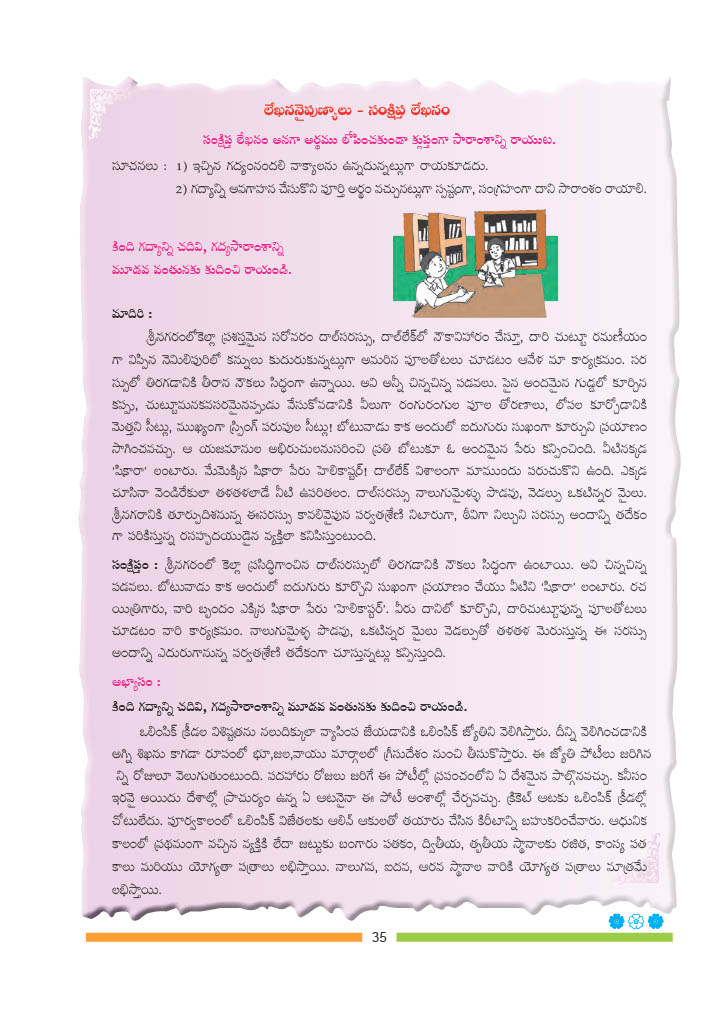 లేఖననైపుణ్యాలు - సంక్షిప్త లేఖనం
సంక్షిప్త లేఖనం అనగా అర్థము లోపించకుండా క్లుప్తంగా సారాంశాన్ని రాయుట.
సూచనలు : 1) ఇచ్చిన గద్యంనందలి వాక్యాలను ఉన్నదున్నట్లుగా రాయకూడదు.
2) గద్యాన్ని అవగాహన చేసుకొని పూర్తి అర్థం వచ్చునట్లుగా స్పష్టంగా, సంగ్రహంగా దాని సారాంశం రాయాలి.
కింది గద్యాన్ని చదివి, గద్యసారాంశాన్ని
మూడవ వంతునకు కుదించి రాయండి.
మాదిరి :
శ్రీనగరంలోకెల్లా ప్రశస్తమైన సరోవరం దాల్‌సరస్సు, దాల్‌లేక్‌లో నౌకావిహారం చేస్తూ, దారి చుట్టూ రమణీయం
గా విప్పిన నెమిలిపురిలో కన్నులు కుదురుకున్నట్లుగా అమరిన పూలతోటలు చూడటం ఆవేళ మా కార్యక్రమం. సర
స్సులో తిరగడానికి తీరాన నౌకలు సిద్ధంగా ఉన్నాయి. అవి అన్నీ చిన్నచిన్న పడవలు. పైన అందమైన గుడ్డలో కూర్చిన
కప్పు, చుట్టూమనకవసరమైనప్పుడు వేసుకోవడానికి వీలుగా రంగురంగుల పూల తోరణాలు, లోపల కూర్చోడానికి
మెత్తని సీట్లు, ముఖ్యంగా స్ప్రింగ్ పరుపుల సీట్లు! బోటువాడు కాక అందులో ఐదుగురు సుఖంగా కూర్చుని ప్రయాణం
సాగించవచ్చు. ఆ యజమానుల అభిరుచులననుసరించి ప్రతి బోటుకూ ఓ అందమైన పేరు కన్పించింది. వీటినక్కడ
‘షికారా’ లంటారు. మేమెక్కిన షికారా పేరు హెలికాప్టర్! దాల్‌లేక్ విశాలంగా మాముందు పరుచుకొని ఉంది. ఎక్కడ
చూసినా వెండిరేకులా తళతళలాడే నీటి ఉపరితలం. దాల్‌సరస్సు నాలుగుమైళ్ళు పొడవు, వెడల్పు ఒకటిన్నర మైలు.
శ్రీనగరానికి తూర్పుదిశనున్న ఈసరస్సు కావలివైవున పర్వతశ్రేణి నిటారుగా, ఠీవిగా నిల్చుని సరస్సు అందాన్ని తదేకం
గా పరికిస్తున్న రసహృదయుడైన వ్యక్తిలా కనిపిస్తుంటుంది.
సంక్షిప్తం : శ్రీనగరంలో కెల్లా ప్రసిద్ధిగాంచిన దాల్‌సరస్సులో తిరగడానికి నౌకలు సిద్ధంగా ఉంటాయి. అవి చిన్నచిన్న
పడవలు. బోటువాడు కాక అందులో ఐదుగురు కూర్చొని సుఖంగా ప్రయాణం చేయు వీటిని ‘షికారా’ లంటారు. రచ
యిత్రిగారు, వారి బృందం ఎక్కిన షికారా పేరు ‘హెలికాప్టర్’. వీరు దానిలో కూర్చొని, దారిచుట్టూవున్న పూలతోటలు
చూడటం వారి కార్యక్రమం. నాలుగుమైళ్ళ పొడవు, ఒకటిన్నర మైలు వెడల్పుతో తళతళ మెరుస్తున్న ఈ సరస్సు
అందాన్ని ఎదురుగానున్న పర్వతశ్రేణి తదేకంగా చూస్తున్నట్లు కన్పిస్తుంది.
అభ్యాసం :
కింది గద్యాన్ని చదివి, గద్యసారాంశాన్ని మూడవ వంతునకు కుదించి రాయండి.
ఒలింపిక్ క్రీడల విశిష్టతను నలుదిక్కులా వ్యాపింప జేయడానికి ఒలింపిక్ జ్యోతిని వెలిగిస్తారు. దీన్ని వెలిగించడానికి
అగ్ని శిఖను కాగడా రూపంలో భూ,జల,వాయు మార్గాలలో గ్రీసుదేశం నుంచి తీసుకొస్తారు. ఈ జ్యోతి పోటీలు జరిగిన
న్ని రోజులూ వెలుగుతుంటుంది. పదహారు రోజులు జరిగే ఈ పోటీల్లో ప్రపంచంలోని ఏ దేశమైన పాల్గొనవచ్చు. కనీసం
ఇరవై అయిదు దేశాల్లో ప్రాచుర్యం ఉన్న ఏ ఆటనైనా ఈ పోటీ అంశాల్లో చేర్చవచ్చు. క్రికెట్ ఆటకు ఒలింపిక్ క్రీడల్లో
చోటులేదు. పూర్వకాలంలో ఒలింపిక్ విజేతలకు ఆలివ్ ఆకులతో తయారు చేసిన కిరీటాన్ని బహుకరించేవారు. ఆధునిక
కాలంలో ప్రథమంగా వచ్చిన వ్యక్తికి లేదా జట్టుకు బంగారు పతకం, ద్వితీయ, తృతీయ స్థానాలకు రజిత, కాంస్య పత
కాలు మరియు యోగ్యతా పత్రాలు లభిస్తాయి. నాలుగవ, ఐదవ, ఆరవ స్థానాల వారికి యోగ్యత పత్రాలు మాత్రమే
లభిస్తాయి.
35